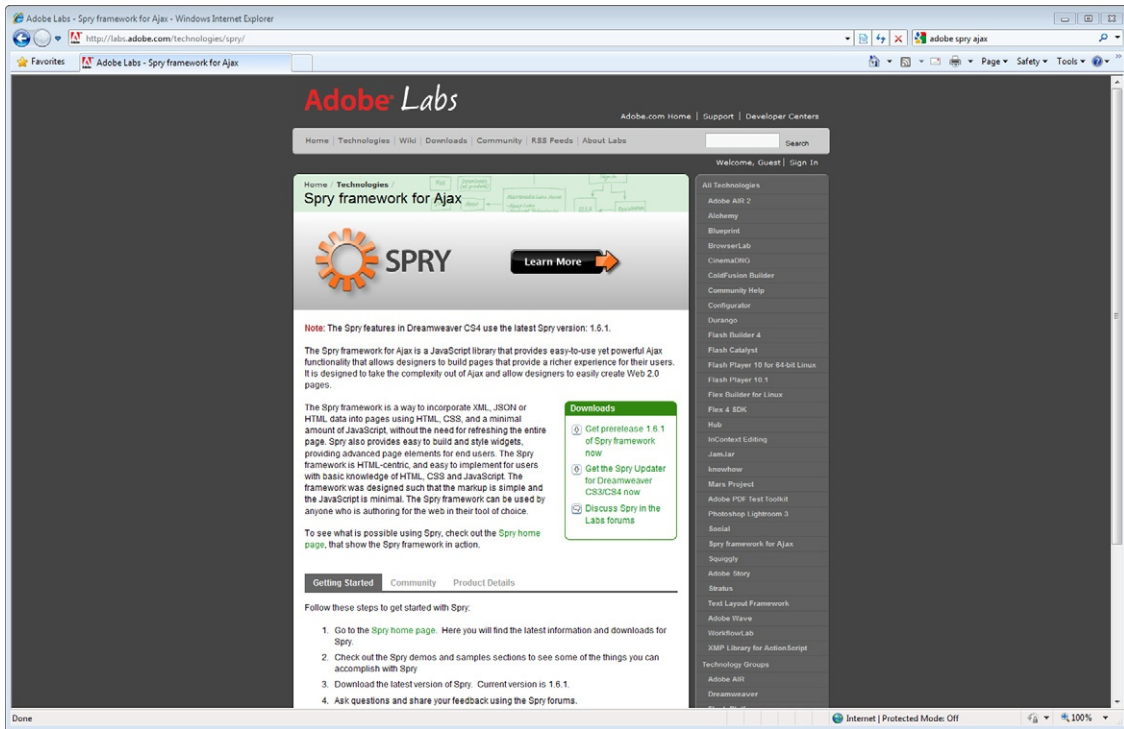 Adobe Labs - Spry framework for Ajax - Windows Internet Explorer
http://labs.adobe.com/technologies/spry/
adobe spry ajax
Favorites
Adobe Labs - Spry framework for Ajax
Page
Safety
Tools
Adobe Labs
Adobe.com Home | Support | Developer Centers
Home | Technologies | Wiki | Downloads | Community | RSS Feeds | About Labs
Search
Welcome, Guest | Sign In
Home / Technologies /
Spry framework for Ajax
SPRY
Learn More
Note: The Spry features in Dreamweaver CS4 use the latest Spry version: 1.6.1.
The Spry framework for Ajax is a JavaScript library that provides easy-to-use yet powerful Ajax
functionality that allows designers to build pages that provide a richer experience for their users.
It is designed to take the complexity out of Ajax and allow designers to easily create Web 2.0
pages.
The Spry framework is a way to incorporate XML, JSON or
HTML data into pages using HTML, CSS, and a minimal
amount of JavaScript, without the need for refreshing the entire
page. Spry also provides easy to build and style widgets,
providing advanced page elements for end users. The Spry
framework is HTML-centric, and easy to implement for users
with basic knowledge of HTML, CSS and JavaScript. The
framework was designed such that the markup is simple and
the JavaScript is minimal. The Spry framework can be used by
anyone who is authoring for the web in their tool of choice.
To see what is possible using Spry, check out the Spry home
page, that show the Spry framework in action.
Downloads
Get prerelease 1.6.1
of Spry framework
now
Get the Spry Updater
for Dreamweaver
CS3/CS4 now
Discuss Spry in the
Labs forums
Getting Started
Community
Product Details
Follow these steps to get started with Spry:
1. Go to the Spry home page. Here you will find the latest information and downloads for
Spry.
2. Check out the Spry demos and samples sections to see some of the things you can
accomplish with Spry
3. Download the latest version of Spry. Current version is 1.6.1.
4. Ask questions and share your feedback using the Spry forums.
All Technologies
Adobe AIR 2
Alchemy
Blueprint
BrowserLab
CinemaDNG
ColdFusion Builder
Community Help
Configurator
Durango
Flash Builder 4
Flash Catalyst
Flash Player 10 for 64-bit Linux
Flash Player 10.1
Flex Builder for Linux
Flex 4 SDK
Hub
InContext Editing
JamJar
knowhow
Mars Project
Adobe PDF Test Toolkit
Photoshop Lightroom 3
Social
Spry framework for Ajax
Squiggly
Adobe Story
Stratus
Text Layout Framework
Adobe Wave
WorkflowLab
XMP Library for ActionScript
Technology Groups
Adobe AIR
Dreamweaver
Done
Internet | Protected Mode: Off
100%